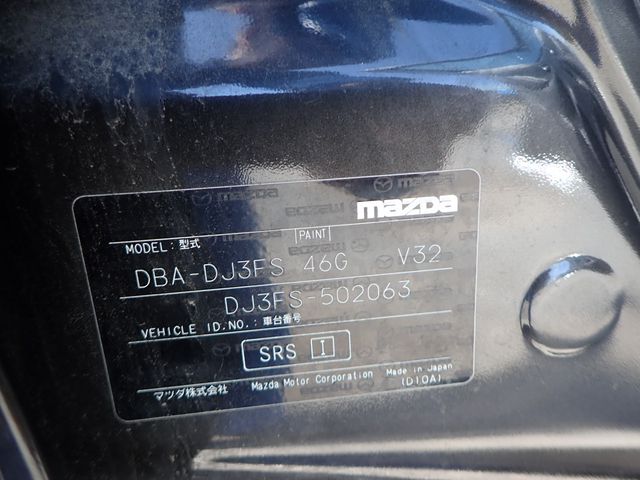 mazda
MODEL: 型式 PAINT
DBA-DJ3FS 46G V32
DJ3FS-502063
VEHICLE ID.NO.: 車台番号
SRS I
マツダ株式会社 Mazda Motor Corporation Made in Japan
(D10A)